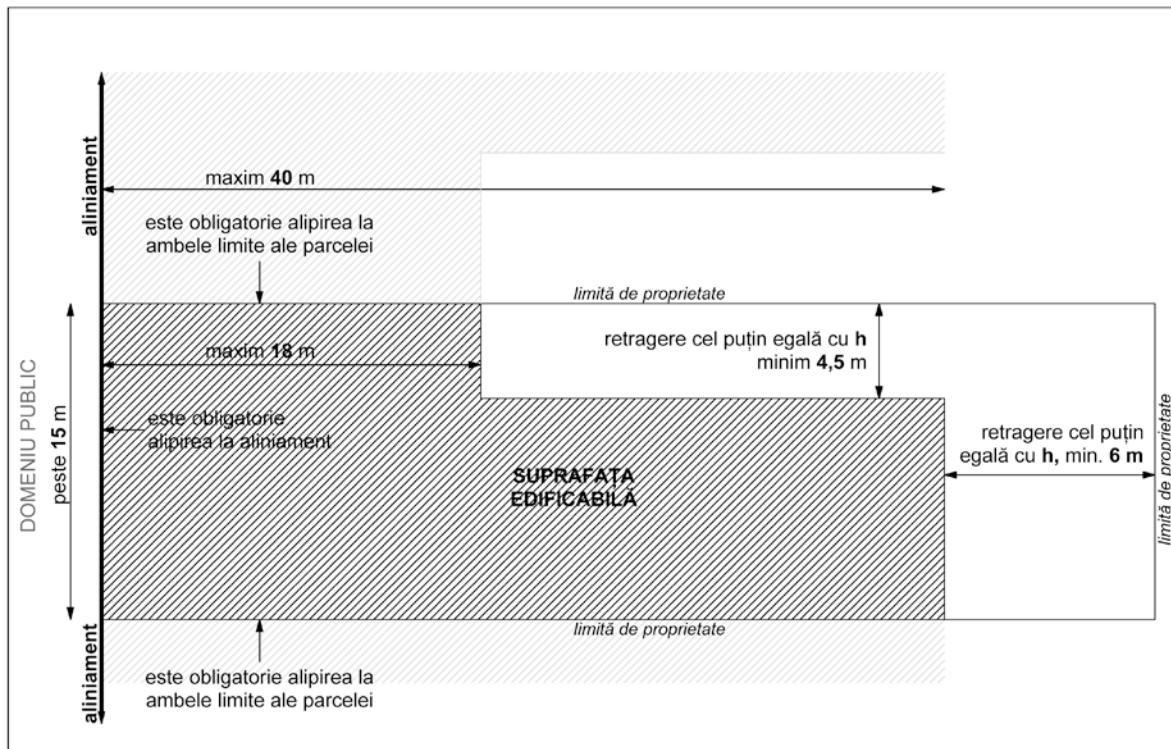 aliniament
maxim 40 m
este obligatorie alipirea la
ambele limite ale parcelei
limită de proprietate
maxim 18 m
retragere cel puțin egală cu h
minim 4,5 m
DOMENIU PUBLIC
peste 15 m
este obligatorie
alipirea la aliniament
retragere cel puțin
egală cu h, min. 6 m
limită de proprietate
SUPRAFAȚA
EDIFICABILĂ
limită de proprietate
aliniament
este obligatorie alipirea la
ambele limite ale parcelei